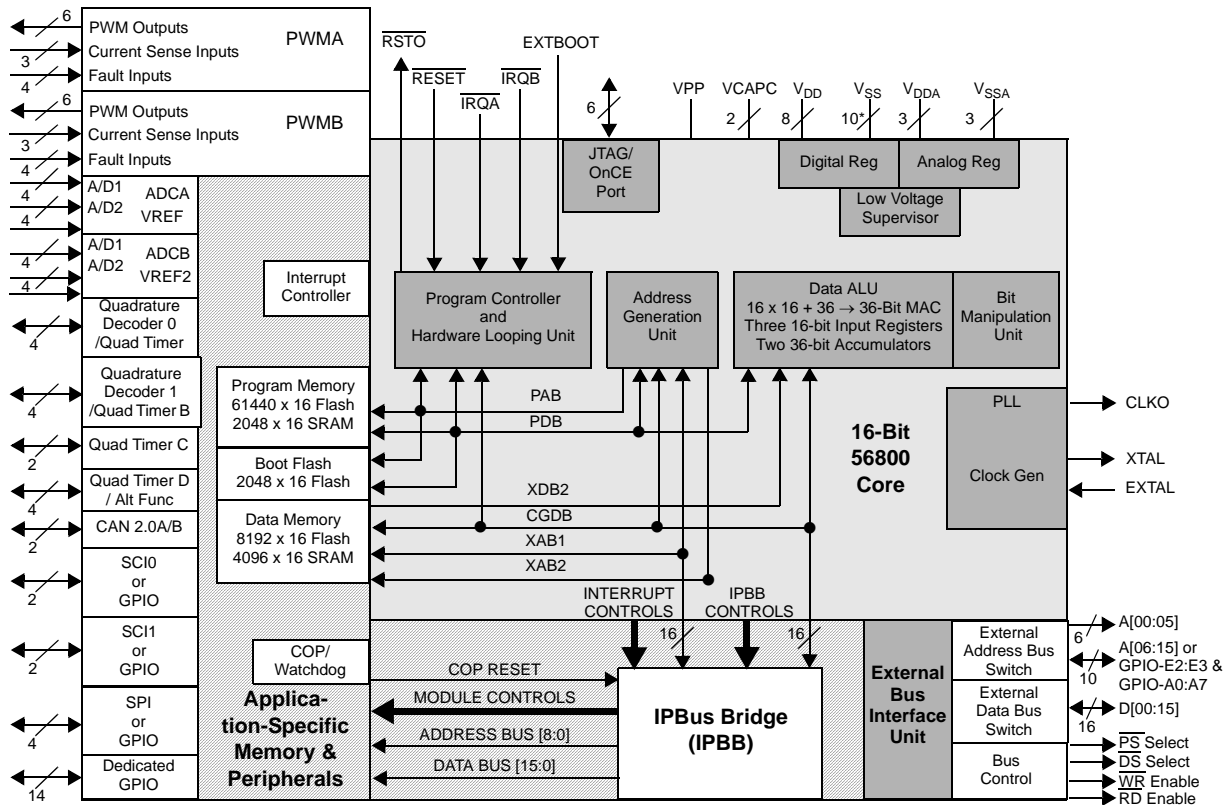 6
PWM Outputs
PWMA
Current Sense Inputs
3
Fault Inputs
4
6
PWM Outputs
PWMB
Current Sense Inputs
3
Fault Inputs
4
4
A/D1
ADCA
4
A/D2
VREF
4
A/D1
ADCB
4
A/D2
VREF2
4
Quadrature
Decoder 0
/Quad Timer
4
Quadrature
Decoder 1
/Quad Timer B
4
Quad Timer C
2
Quad Timer D
/ Alt Func
4
CAN 2.0A/B
2
SCI0
or
GPIO
2
SCI1
or
GPIO
2
SPI
or
GPIO
4
Dedicated
GPIO
14
RSTO
EXTBOOT
RESET
IRQB
IRQA
6
VPP
VCAPC
2
VDD
8
VSS
10*
VDDA
3
VSSA
3
JTAG/
OnCE
Port
Digital Reg
Analog Reg
Low Voltage
Supervisor
Interrupt
Controller
Program Controller
and
Hardware Looping Unit
Address
Generation
Unit
Data ALU
16 x 16 + 36 → 36-Bit MAC
Three 16-bit Input Registers
Two 36-bit Accumulators
Bit
Manipulation
Unit
Program Memory
61440 x 16 Flash
2048 x 16 SRAM
Boot Flash
2048 x 16 Flash
Data Memory
8192 x 16 Flash
4096 x 16 SRAM
PAB
PDB
XDB2
CGDB
XAB1
XAB2
16-Bit
56800
Core
PLL
Clock Gen
CLKO
XTAL
EXTAL
INTERRUPT
CONTROLS
IPBB
CONTROLS
16
16
COP/
Watchdog
COP RESET
MODULE CONTROLS
ADDRESS BUS [8:0]
DATA BUS [15:0]
Applica-
tion-Specific
Memory &
Peripherals
IPBus Bridge
(IPBB)
External
Bus
Interface
Unit
External
Address Bus
Switch
External
Data Bus
Switch
Bus
Control
6
A[00:05]
10
A[06:15] or
GPIO-E2:E3 &
GPIO-A0:A7
16
D[00:15]
PS Select
DS Select
WR Enable
RD Enable